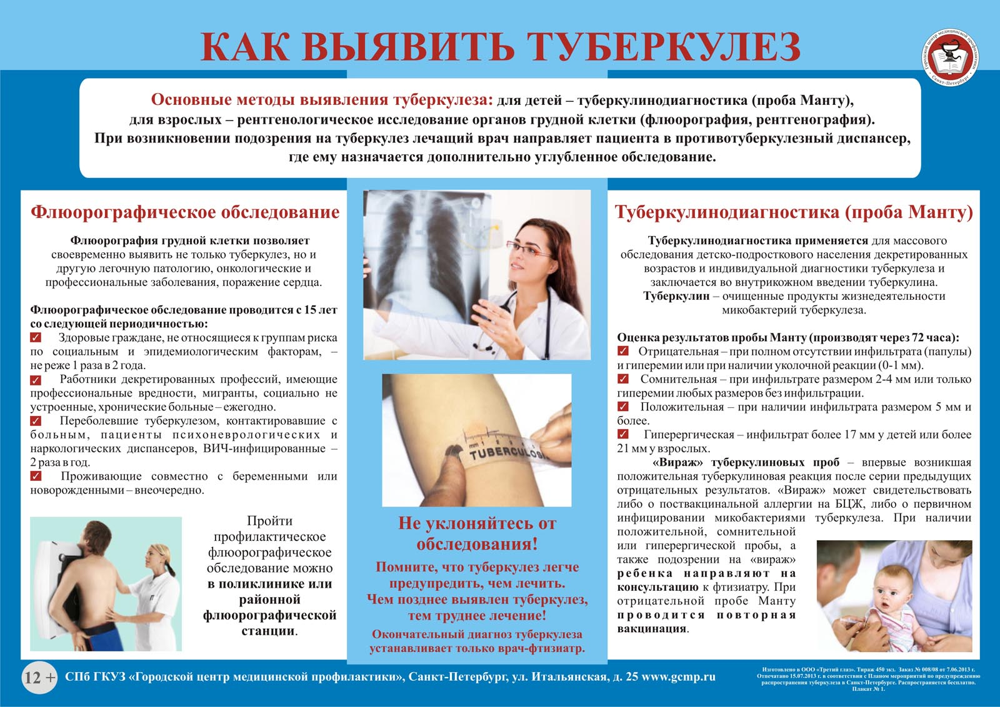 КАК ВЫЯВИТЬ ТУБЕРКУЛЕЗ
Городской центр медицинской профилактики
• Санкт-Петербург •
Основные методы выявления туберкулеза: для детей – туберкулинодиагностика (проба Манту),
для взрослых – рентгенологическое исследование органов грудной клетки (флюорография, рентгенография).
При возникновении подозрения на туберкулез лечащий врач направляет пациента в противотуберкулезный диспансер,
где ему назначается дополнительно углубленное обследование.
Флюорографическое обследование
Флюорография грудной клетки позволяет
своевременно выявить не только туберкулез, но и
другую легочную патологию, онкологические и
профессиональные заболевания, поражение сердца.
Флюорографическое обследование проводится с 15 лет
со следующей периодичностью:
✓ Здоровые граждане, не относящиеся к группам риска
по социальным и эпидемиологическим факторам, –
не реже 1 раза в 2 года.
✓ Работники декретированных профессий, имеющие
профессиональные вредности, мигранты, социально не
устроенные, хронические больные – ежегодно.
✓ Переболевшие туберкулезом, контактировавшие с
больным, пациенты психоневрологических и
наркологических диспансеров, ВИЧ-инфицированные –
2 раза в год.
✓ Проживающие совместно с беременными или
новорожденными – внеочередно.
Пройти
профилактическое
флюорографическое
обследование можно
в поликлинике или
районной
флюорографической
станции.
mm 1 2 3 4 5
TUBERCULOSI
Не уклоняйтесь от
обследования!
Помните, что туберкулез легче
предупредить, чем лечить.
Чем позднее выявлен туберкулез,
тем труднее лечение!
Окончательный диагноз туберкулеза
устанавливает только врач-фтизиатр.
Туберкулинодиагностика (проба Манту)
Туберкулинодиагностика применяется для массового
обследования детско-подросткового населения декретированных
возрастов и индивидуальной диагностики туберкулеза и
заключается во внутрикожном введении туберкулина.
Туберкулин – очищенные продукты жизнедеятельности
микобактерий туберкулеза.
Оценка результатов пробы Манту (производят через 72 часа):
✓ Отрицательная – при полном отсутствии инфильтрата (папулы)
и гиперемии или при наличии уколочной реакции (0-1 мм).
✓ Сомнительная – при инфильтрате размером 2-4 мм или только
гиперемии любых размеров без инфильтрации.
✓ Положительная – при наличии инфильтрата размером 5 мм и
более.
✓ Гиперергическая – инфильтрат более 17 мм у детей или более
21 мм у взрослых.
«Вираж» туберкулиновых проб – впервые возникшая
положительная туберкулиновая реакция после серии предыдущих
отрицательных результатов. «Вираж» может свидетельствовать
либо о поствакцинальной аллергии на БЦЖ, либо о первичном
инфицировании микобактериями туберкулеза. При наличии
положительной, сомнительной
или гиперергической пробы, а
также подозрении на «вираж»
ребенка направляют на
консультацию к фтизиатру. При
отрицательной пробе Манту
проводится повторная
вакцинация.
12 +
СПб ГКУЗ «Городской центр медицинской профилактики», Санкт-Петербург, ул. Итальянская, д. 25 www.gcmp.ru
Изготовлено в ООО «Третий глаз». Тираж 450 экз. Заказ № 008/08 от 7.06.2013 г.
Отпечатано 15.07.2013 г. в соответствии с Планом мероприятий по предупреждению
распространения туберкулеза в Санкт-Петербурге. Распространяется бесплатно.
Плакат № 1.